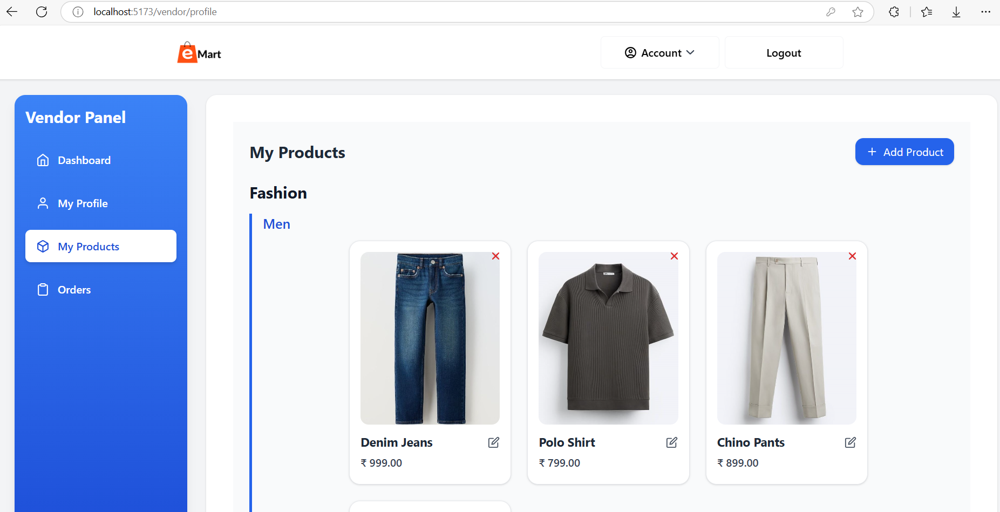 localhost:5173/vendor/profile
e Mart
Account
Logout
Vendor Panel
Dashboard
My Profile
My Products
Orders
My Products
+ Add Product
Fashion
Men
Denim Jeans
₹ 999.00
Polo Shirt
₹ 799.00
Chino Pants
₹ 899.00